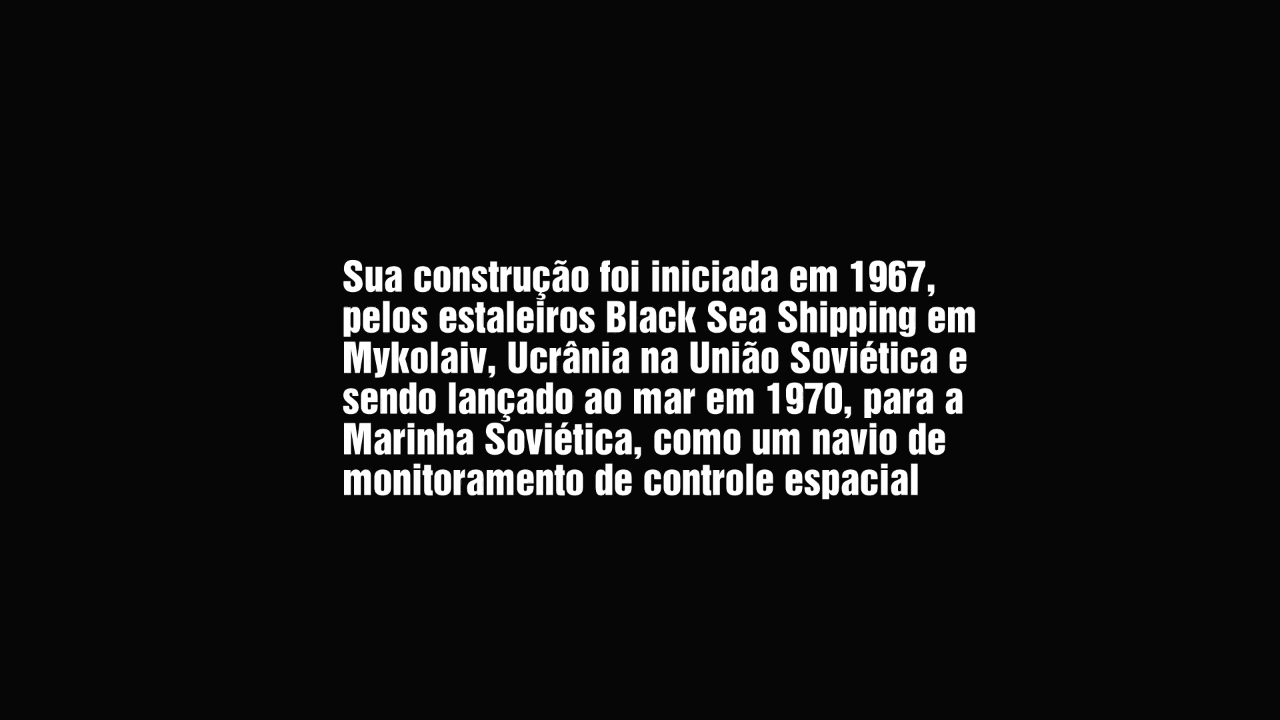 Sua construção foi iniciada em 1967,
pelos estaleiros Black Sea Shipping em
Mykolaiv, Ucrânia na União Soviética e
sendo lançado ao mar em 1970, para a
Marinha Soviética, como um navio de
monitoramento de controle espacial